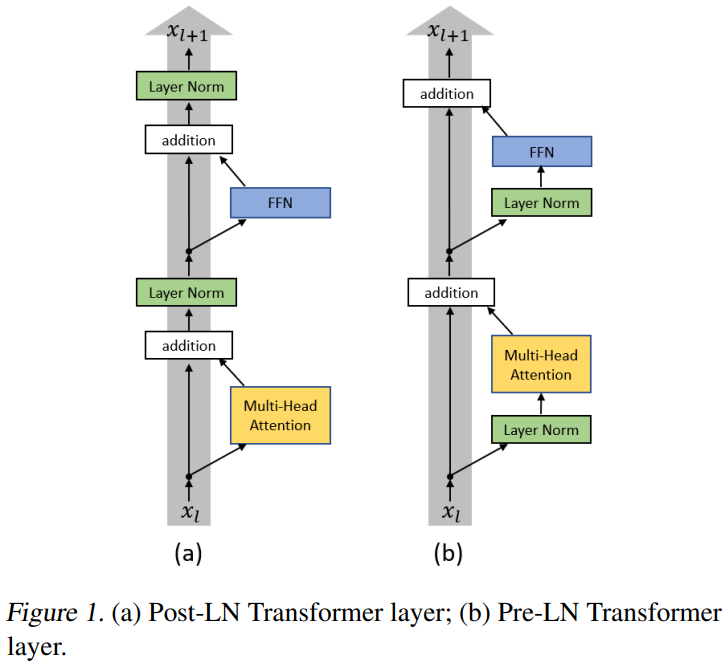 x_{l+1}
Layer Norm
addition
FFN
Layer Norm
addition
Multi-Head
Attention
x_l
(a)
x_{l+1}
addition
FFN
Layer Norm
addition
Multi-Head
Attention
Layer Norm
x_l
(b)
Figure 1. (a) Post-LN Transformer layer; (b) Pre-LN Transformer
layer.